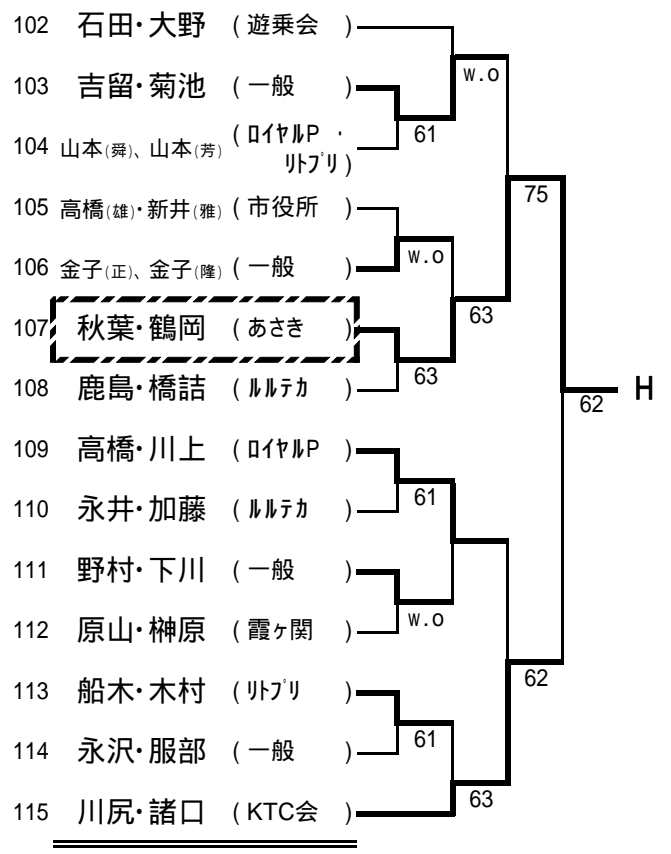 102 石田・大野 (遊乗会)
w.o
103 吉留・菊池 (一般)
61
104 山本(舜)、山本(芳) (ロイヤルP・リトプリ)
75
105 高橋(雄)・新井(雅) (市役所)
w.o
106 金子(正)、金子(隆) (一般)
63
107 秋葉・鶴岡 (あさき)
63
108 鹿島・橋詰 (ルルテカ)
62 H
109 高橋・川上 (ロイヤルP)
61
110 永井・加藤 (ルルテカ)
111 野村・下川 (一般)
w.o
112 原山・榊原 (霞ヶ関)
62
113 船木・木村 (リトプリ)
61
114 永沢・服部 (一般)
63
115 川尻・諸口 (KTC会)